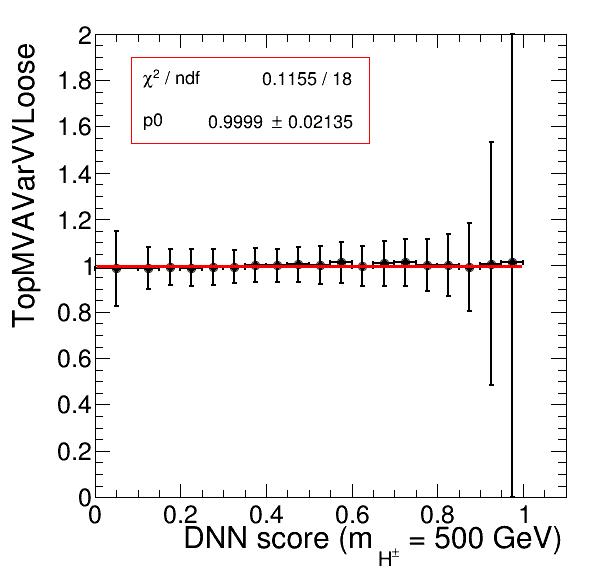 TopMVAVarVVLoose
χ² / ndf 0.1155 / 18
p0 0.9999 ± 0.02135
2
1.8
1.6
1.4
1.2
1
0.8
0.6
0.4
0.2
0
0 0.2 0.4 0.6 0.8 1
DNN score (m_H± = 500 GeV)